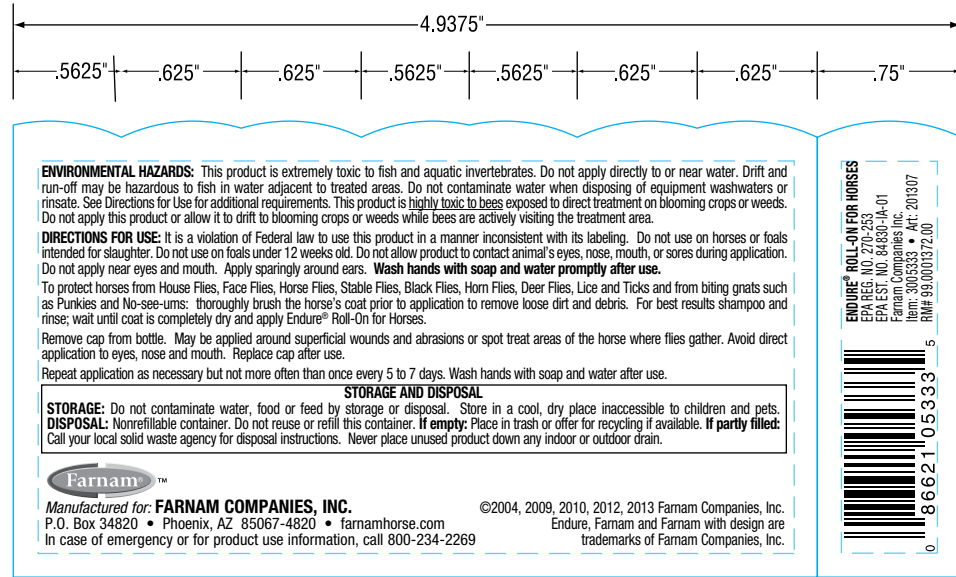 4.9375"
.5625" .625" .625" .5625" .5625" .625" .625" .75"
ENVIRONMENTAL HAZARDS: This product is extremely toxic to fish and aquatic invertebrates. Do not apply directly to or near water. Drift and
run-off may be hazardous to fish in water adjacent to treated areas. Do not contaminate water when disposing of equipment washwaters or
rinsate. See Directions for Use for additional requirements. This product is highly toxic to bees exposed to direct treatment on blooming crops or weeds.
Do not apply this product or allow it to drift to blooming crops or weeds while bees are actively visiting the treatment area.
DIRECTIONS FOR USE: It is a violation of Federal law to use this product in a manner inconsistent with its labeling. Do not use on horses or foals
intended for slaughter. Do not use on foals under 12 weeks old. Do not allow product to contact animal's eyes, nose, mouth, or sores during application.
Do not apply near eyes and mouth. Apply sparingly around ears. Wash hands with soap and water promptly after use.
To protect horses from House Flies, Face Flies, Horse Flies, Stable Flies, Black Flies, Horn Flies, Deer Flies, Lice and Ticks and from biting gnats such
as Punkies and No-see-ums: thoroughly brush the horse's coat prior to application to remove loose dirt and debris. For best results shampoo and
rinse; wait until coat is completely dry and apply Endure® Roll-On for Horses.
Remove cap from bottle. May be applied around superficial wounds and abrasions or spot treat areas of the horse where flies gather. Avoid direct
application to eyes, nose and mouth. Replace cap after use.
Repeat application as necessary but not more often than once every 5 to 7 days. Wash hands with soap and water after use.
STORAGE AND DISPOSAL
STORAGE: Do not contaminate water, food or feed by storage or disposal. Store in a cool, dry place inaccessible to children and pets.
DISPOSAL: Nonrefillable container. Do not reuse or refill this container. If empty: Place in trash or offer for recycling if available. If partly filled:
Call your local solid waste agency for disposal instructions. Never place unused product down any indoor or outdoor drain.
Farnam® ™
Manufactured for: FARNAM COMPANIES, INC.
P.O. Box 34820 • Phoenix, AZ 85067-4820 • farnamhorse.com
In case of emergency or for product use information, call 800-234-2269
©2004, 2009, 2010, 2012, 2013 Farnam Companies, Inc.
Endure, Farnam and Farnam with design are
trademarks of Farnam Companies, Inc.
ENDURE® ROLL-ON FOR HORSES
EPA REG. NO. 270-253
EPA EST. NO. 84830-IA-01
Farnam Companies Inc.
Item: 3005333 • Art: 201307
RM# 99.00001372.00
0 86621 05333 5